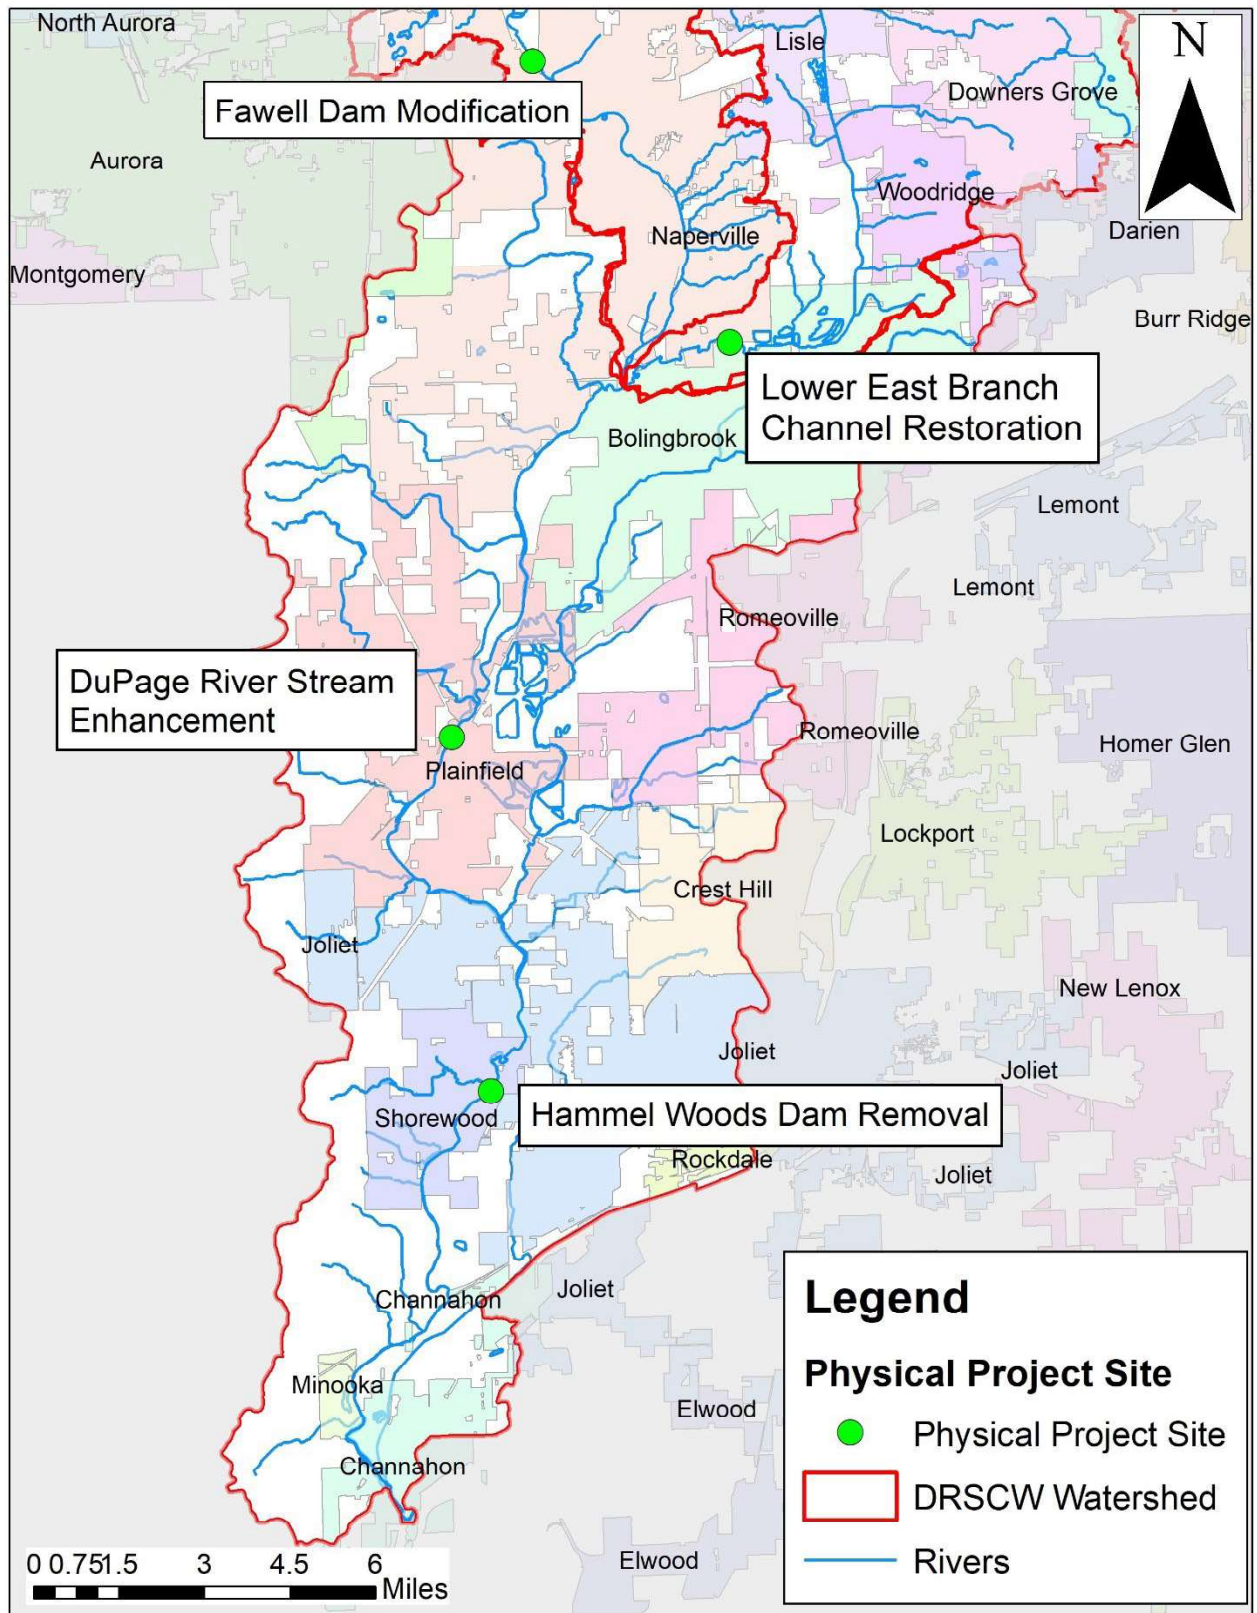 North Aurora
N
Lisle
Downers Grove
Fawell Dam Modification
Aurora
Woodridge
Naperville
Darien
Montgomery
Burr Ridge
Lower East Branch
Channel Restoration
Bolingbrook
Lemont
Lemont
Romeoville
DuPage River Stream
Enhancement
Romeoville
Homer Glen
Plainfield
Lockport
Crest Hill
Joliet
New Lenox
Joliet
Joliet
Hammel Woods Dam Removal
Shorewood
Rockdale
Joliet
Joliet
Channahon
Minooka
Elwood
Channahon
Elwood
Legend
Physical Project Site
Physical Project Site
DRSCW Watershed
Rivers
0 0.75 1.5 3 4.5 6
Miles